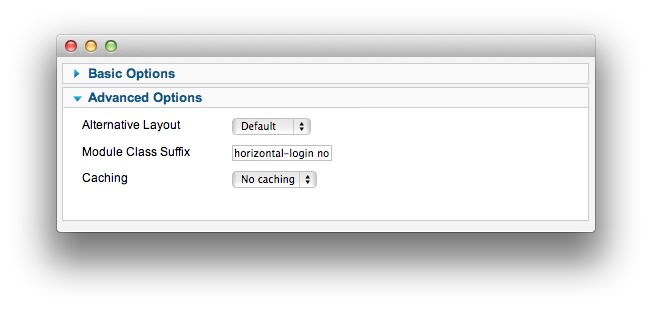 Basic Options
Advanced Options
Alternative Layout Default
Module Class Suffix horizontal-login no
Caching No caching